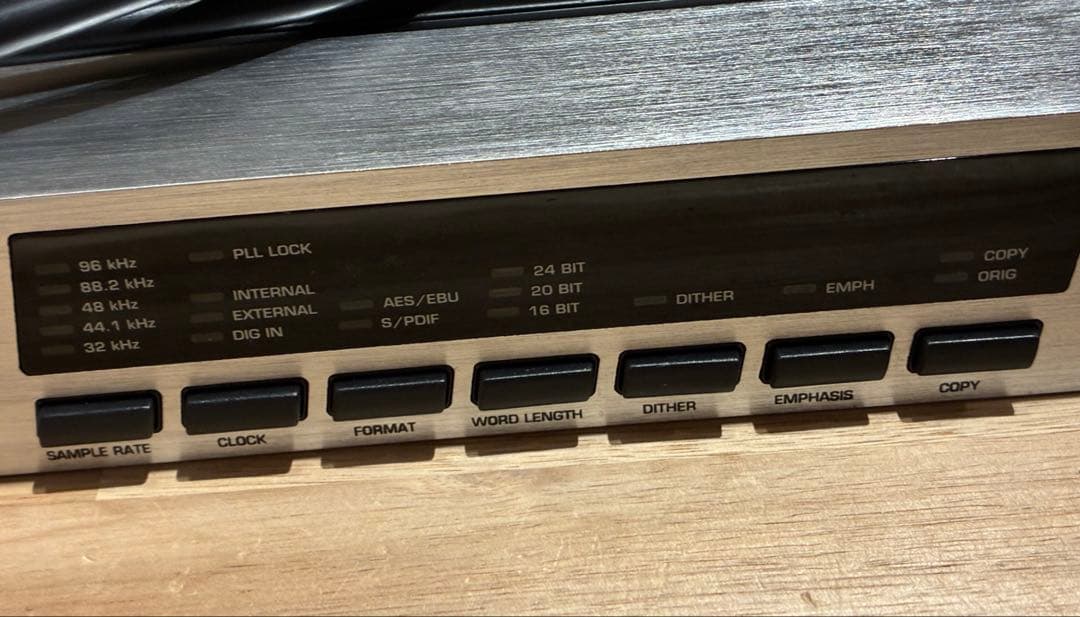 96 kHz
88.2 kHz
48 kHz
44.1 kHz
32 kHz
PLL LOCK
INTERNAL
EXTERNAL
DIG IN
AES/EBU
S/PDIF
24 BIT
20 BIT
16 BIT
DITHER
EMPH
COPY
ORIG
SAMPLE RATE
CLOCK
FORMAT
WORD LENGTH
DITHER
EMPHASIS
COPY